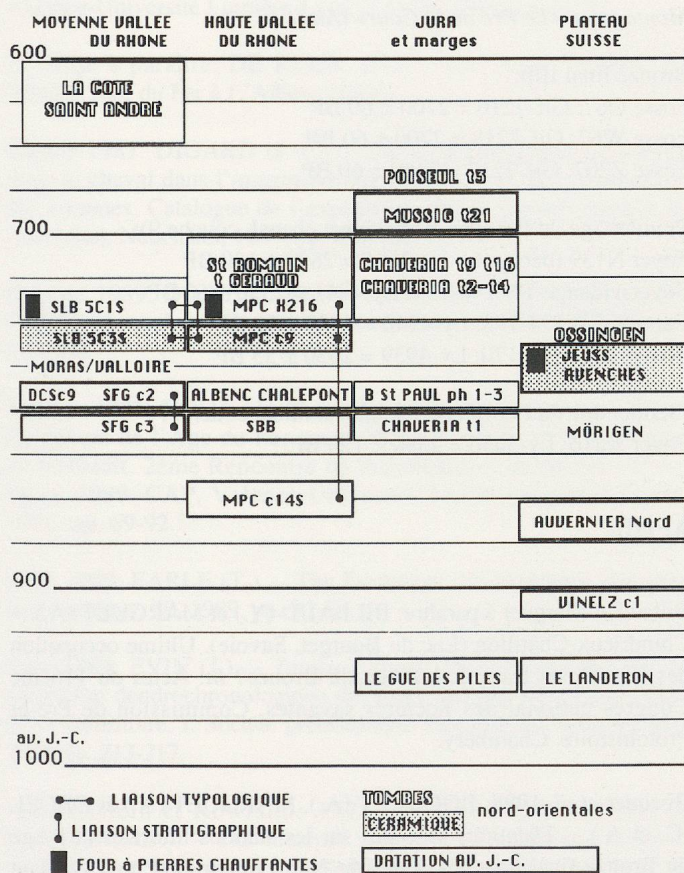 MOYENNE VALLEE DU RHONE
HAUTE VALLEE DU RHONE
JURA et marges
PLATEAU SUISSE
600
LA COTE
SAINT ANDRÉ
POISEUL t3
MUSSIG t21
700
St ROMAIN
t GERAUD
CHAVERIA t9 t16
CHAVERIA t2-t4
SLB 5C1S
MPC H216
SLB 5C3S
MPC c9
OSSINGEN
JEUSS
AVENCHES
MORAS/VALLOIRE
DCSc9 SFG c2
ALBENC CHALEPONT
B St PAUL ph 1-3
SFG c3
SBB
CHAVERIA t1
MÖRIGEN
MPC c14S
AUVERNIER Nord
900
VINELZ c1
LE GUE DES PILES
LE LANDERON
av. J.-C.
1000
LIAISON TYPOLOGIQUE
LIAISON STRATIGRAPHIQUE
FOUR à PIERRES CHAUFFANTES
TOMBES
CERAMIQUE
nord-orientales
DATATION AV. J.-C.